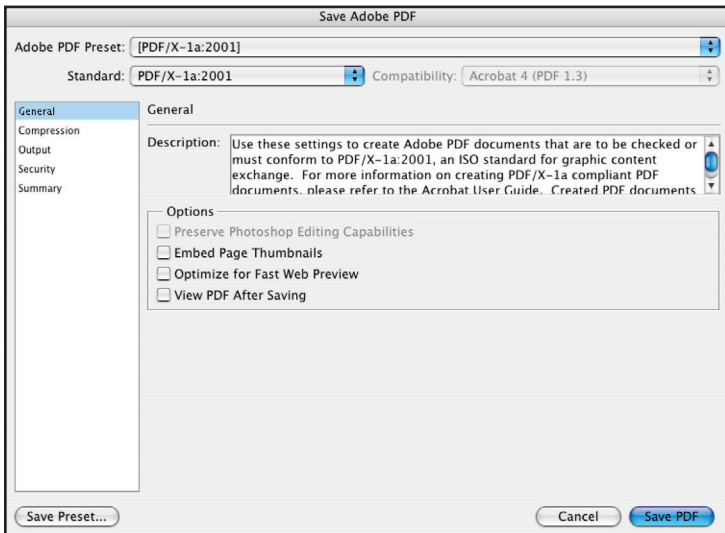 Save Adobe PDF
Adobe PDF Preset: [PDF/X-1a:2001]
Standard: PDF/X-1a:2001 Compatibility: Acrobat 4 (PDF 1.3)
General
Compression
Output
Security
Summary
General
Description: Use these settings to create Adobe PDF documents that are to be checked or
must conform to PDF/X-1a:2001, an ISO standard for graphic content
exchange. For more information on creating PDF/X-1a compliant PDF
documents, please refer to the Acrobat User Guide. Created PDF documents
Options
Preserve Photoshop Editing Capabilities
Embed Page Thumbnails
Optimize for Fast Web Preview
View PDF After Saving
Save Preset... Cancel Save PDF